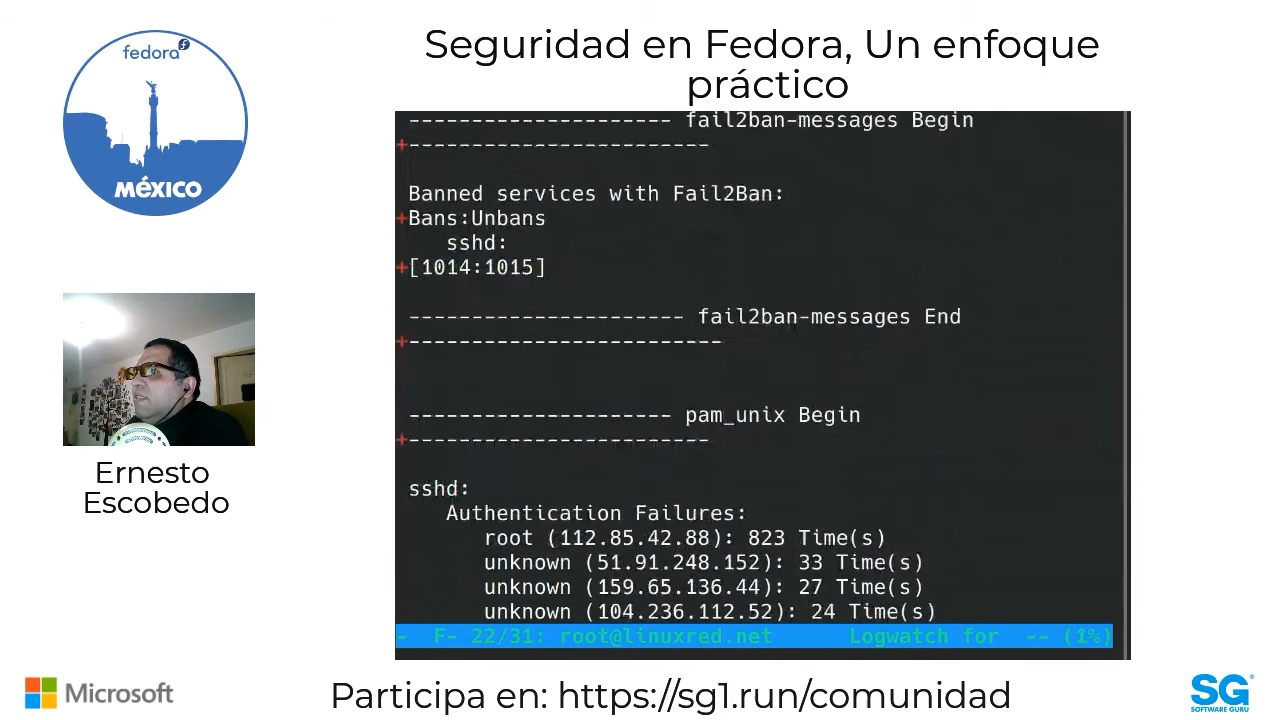 fedora
MÉXICO
Seguridad en Fedora, Un enfoque
práctico
--------------------- fail2ban-messages Begin
+------------------------
Banned services with Fail2Ban:
+Bans:Unbans
sshd:
+[1014:1015]
---------------------- fail2ban-messages End
+-------------------------
--------------------- pam_unix Begin
+------------------------
sshd:
Authentication Failures:
root (112.85.42.88): 823 Time(s)
unknown (51.91.248.152): 33 Time(s)
unknown (159.65.136.44): 27 Time(s)
unknown (104.236.112.52): 24 Time(s)
- F- 22/31: root@linuxred.net Logwatch for -- (1%)
Ernesto
Escobedo
Microsoft
Participa en: https://sg1.run/comunidad
SG
SOFTWARE GURU